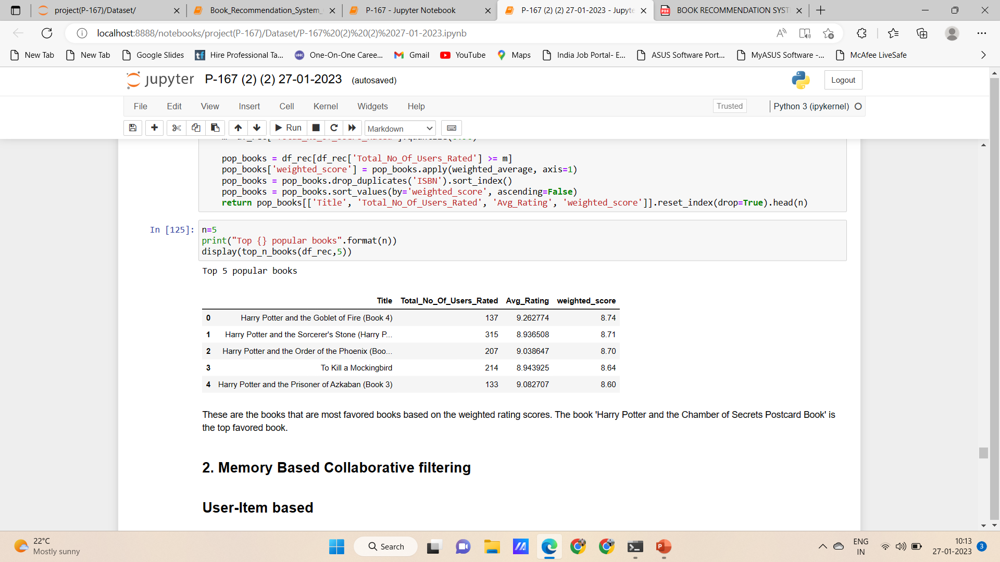 project(P-167)/Dataset/
Book_Recommendation_System_
P-167 - Jupyter Notebook
P-167 (2) (2) 27-01-2023 - Jupyte
BOOK RECOMMENDATION SYST
localhost:8888/notebooks/project(P-167)/Dataset/P-167%20(2)%20(2)%2027-01-2023.ipynb
New Tab
New Tab
Google Slides
Hire Professional Ta...
One-On-One Caree...
Gmail
YouTube
Maps
India Job Portal- E...
ASUS Software Port...
MyASUS Software -...
McAfee LiveSafe
jupyter P-167 (2) (2) 27-01-2023 (autosaved)
Logout
File Edit View Insert Cell Kernel Widgets Help
Trusted
Python 3 (ipykernel)
Run
Markdown
pop_books = df_rec[df_rec['Total_No_Of_Users_Rated'] >= m]
pop_books['weighted_score'] = pop_books.apply(weighted_average, axis=1)
pop_books = pop_books.drop_duplicates('ISBN').sort_index()
pop_books = pop_books.sort_values(by='weighted_score', ascending=False)
return pop_books[['Title', 'Total_No_Of_Users_Rated', 'Avg_Rating', 'weighted_score']].reset_index(drop=True).head(n)
In [125]:
n=5
print("Top {} popular books".format(n))
display(top_n_books(df_rec,5))
Top 5 popular books
Title Total_No_Of_Users_Rated Avg_Rating weighted_score
0 Harry Potter and the Goblet of Fire (Book 4) 137 9.262774 8.74
1 Harry Potter and the Sorcerer's Stone (Harry P... 315 8.936508 8.71
2 Harry Potter and the Order of the Phoenix (Boo... 207 9.038647 8.70
3 To Kill a Mockingbird 214 8.943925 8.64
4 Harry Potter and the Prisoner of Azkaban (Book 3) 133 9.082707 8.60
These are the books that are most favored books based on the weighted rating scores. The book 'Harry Potter and the Chamber of Secrets Postcard Book' is
the top favored book.
2. Memory Based Collaborative filtering
User-Item based
22°C
Mostly sunny
Search
ENG
IN
10:13
27-01-2023
3